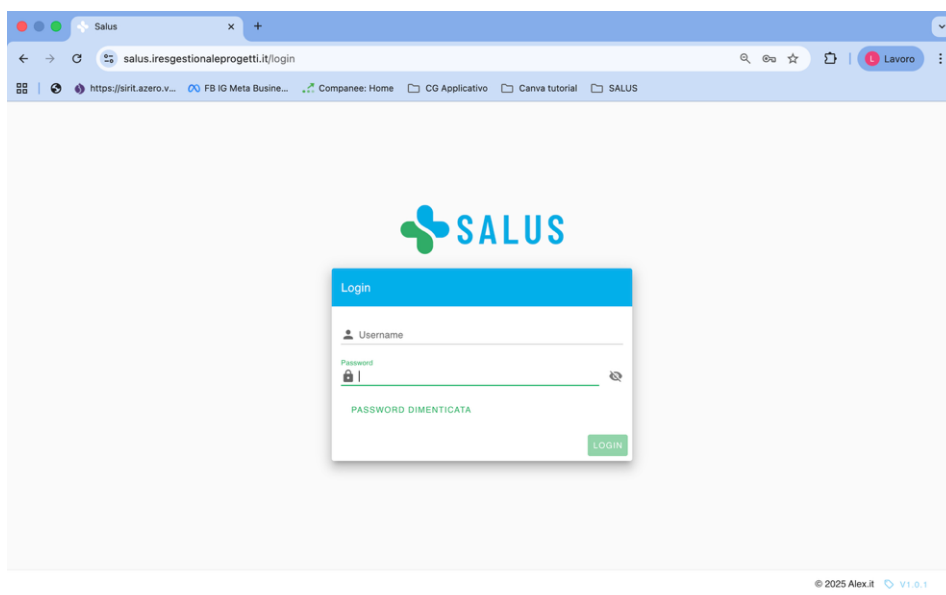 Salus
salus.iresgestionaleprogetti.it/login
Lavoro
https://sirit.azero.v... FB IG Meta Busine... Companee: Home CG Applicativo Canva tutorial SALUS
SALUS
Login
Username
Password
PASSWORD DIMENTICATA
LOGIN
© 2025 Alex.it V1.0.1